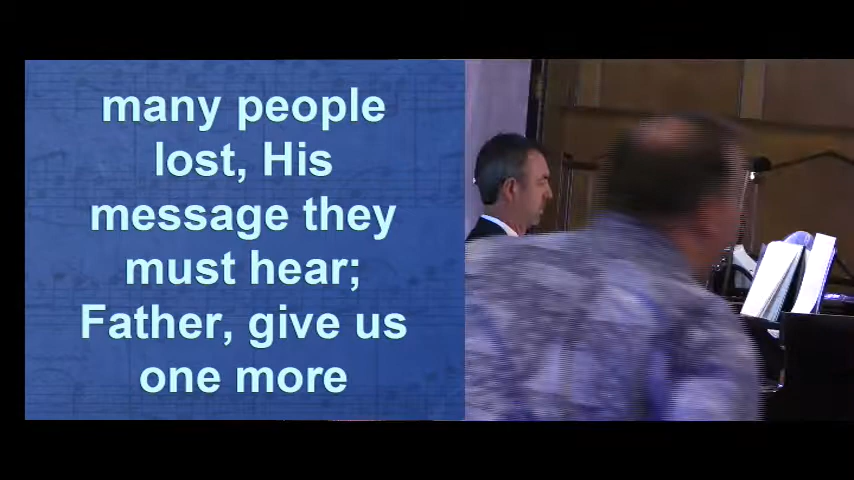 many people
lost, His
message they
must hear;
Father, give us
one more